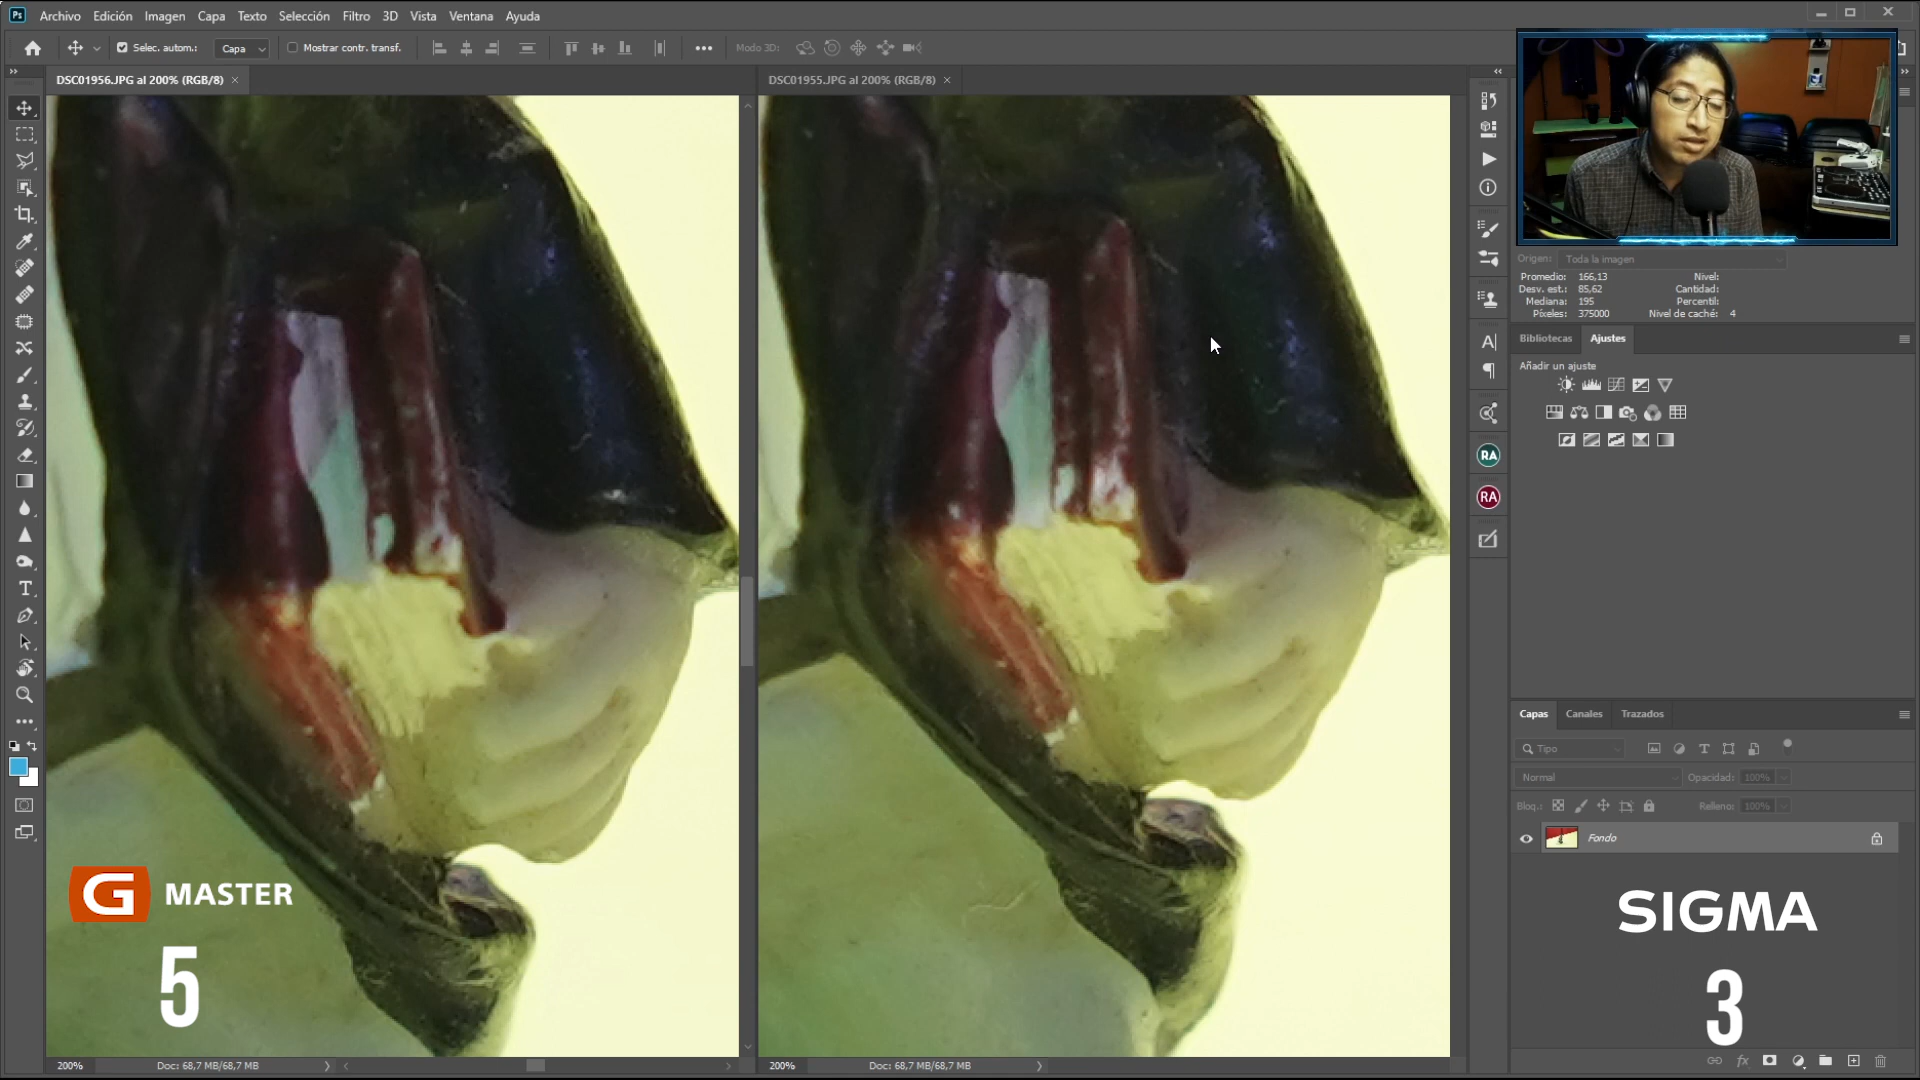 Ps Archivo Edición Imagen Capa Texto Selección Filtro 3D Vista Ventana Ayuda
Selec. autom.: Capa Mostrar contr. transf. Modo 3D:
DSC01956.JPG al 200% (RGB/8)
DSC01955.JPG al 200% (RGB/8)
Origen: Toda la imagen
Promedio: 166,13 Nivel:
Desv. est.: 85,62 Cantidad:
Mediana: 195 Percentil:
Píxeles: 375000 Nivel de caché: 4
Bibliotecas Ajustes
Añadir un ajuste
RA
RA
Capas Canales Trazados
Tipo
Normal Opacidad: 100%
Bloq.: Relleno: 100%
Fondo
G MASTER
5
SIGMA
3
200% Doc: 68,7 MB/68,7 MB
200% Doc: 68,7 MB/68,7 MB